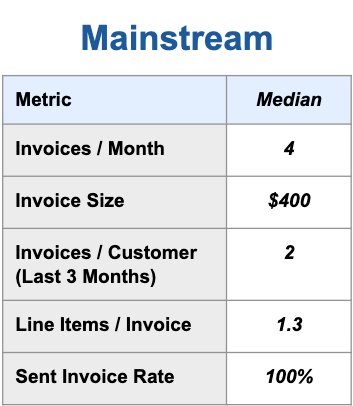 Mainstream
Metric Median
Invoices / Month 4
Invoice Size $400
Invoices / Customer 2
(Last 3 Months)
Line Items / Invoice 1.3
Sent Invoice Rate 100%